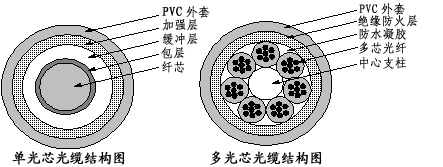 PVC 外套
加强层
缓冲层
包层
纤芯
单光芯光缆结构图
PVC 外套
绝缘防火层
防水凝胶
多芯光纤
中心支柱
多光芯光缆结构图